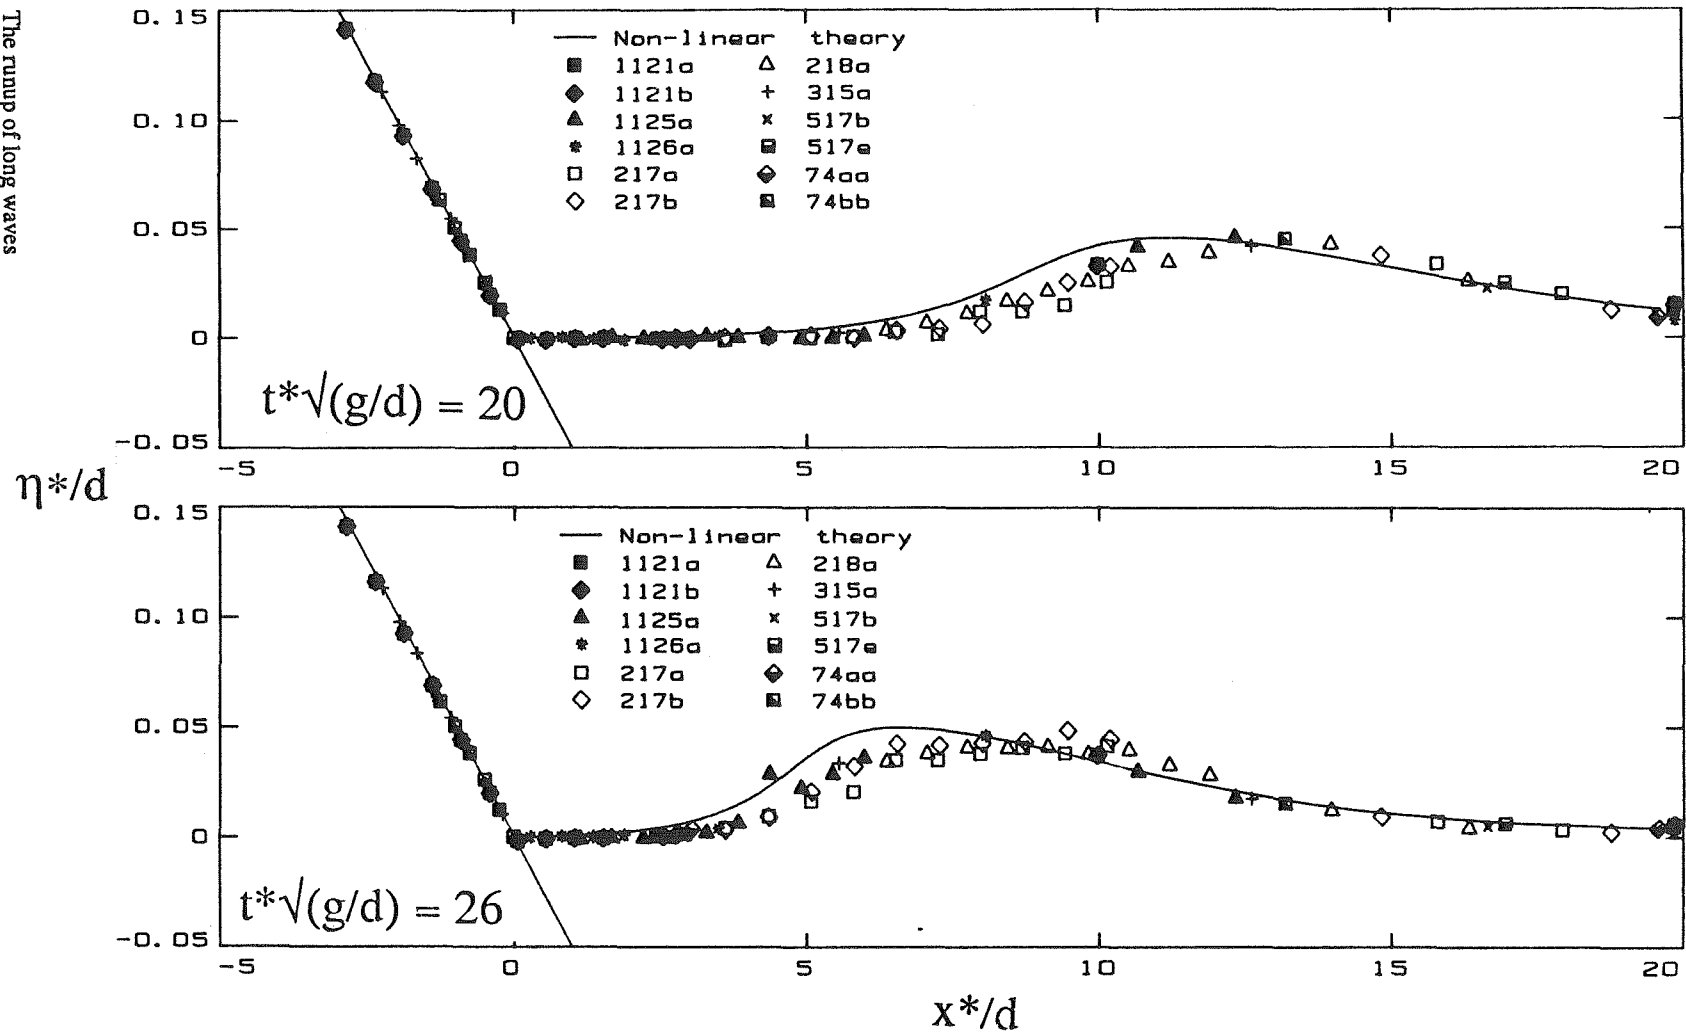 The runup of long waves
0.15
0.10
0.05
0
-0.05
Non-linear theory
1121a
1121b
1125a
1126a
217a
217b
218a
315a
517b
517e
74aa
74bb
t*√(g/d) = 20
-5 0 5 10 15 20
η*/d
0.15
0.10
0.05
0
-0.05
Non-linear theory
1121a
1121b
1125a
1126a
217a
217b
218a
315a
517b
517e
74aa
74bb
t*√(g/d) = 26
-5 0 5 10 15 20
x*/d